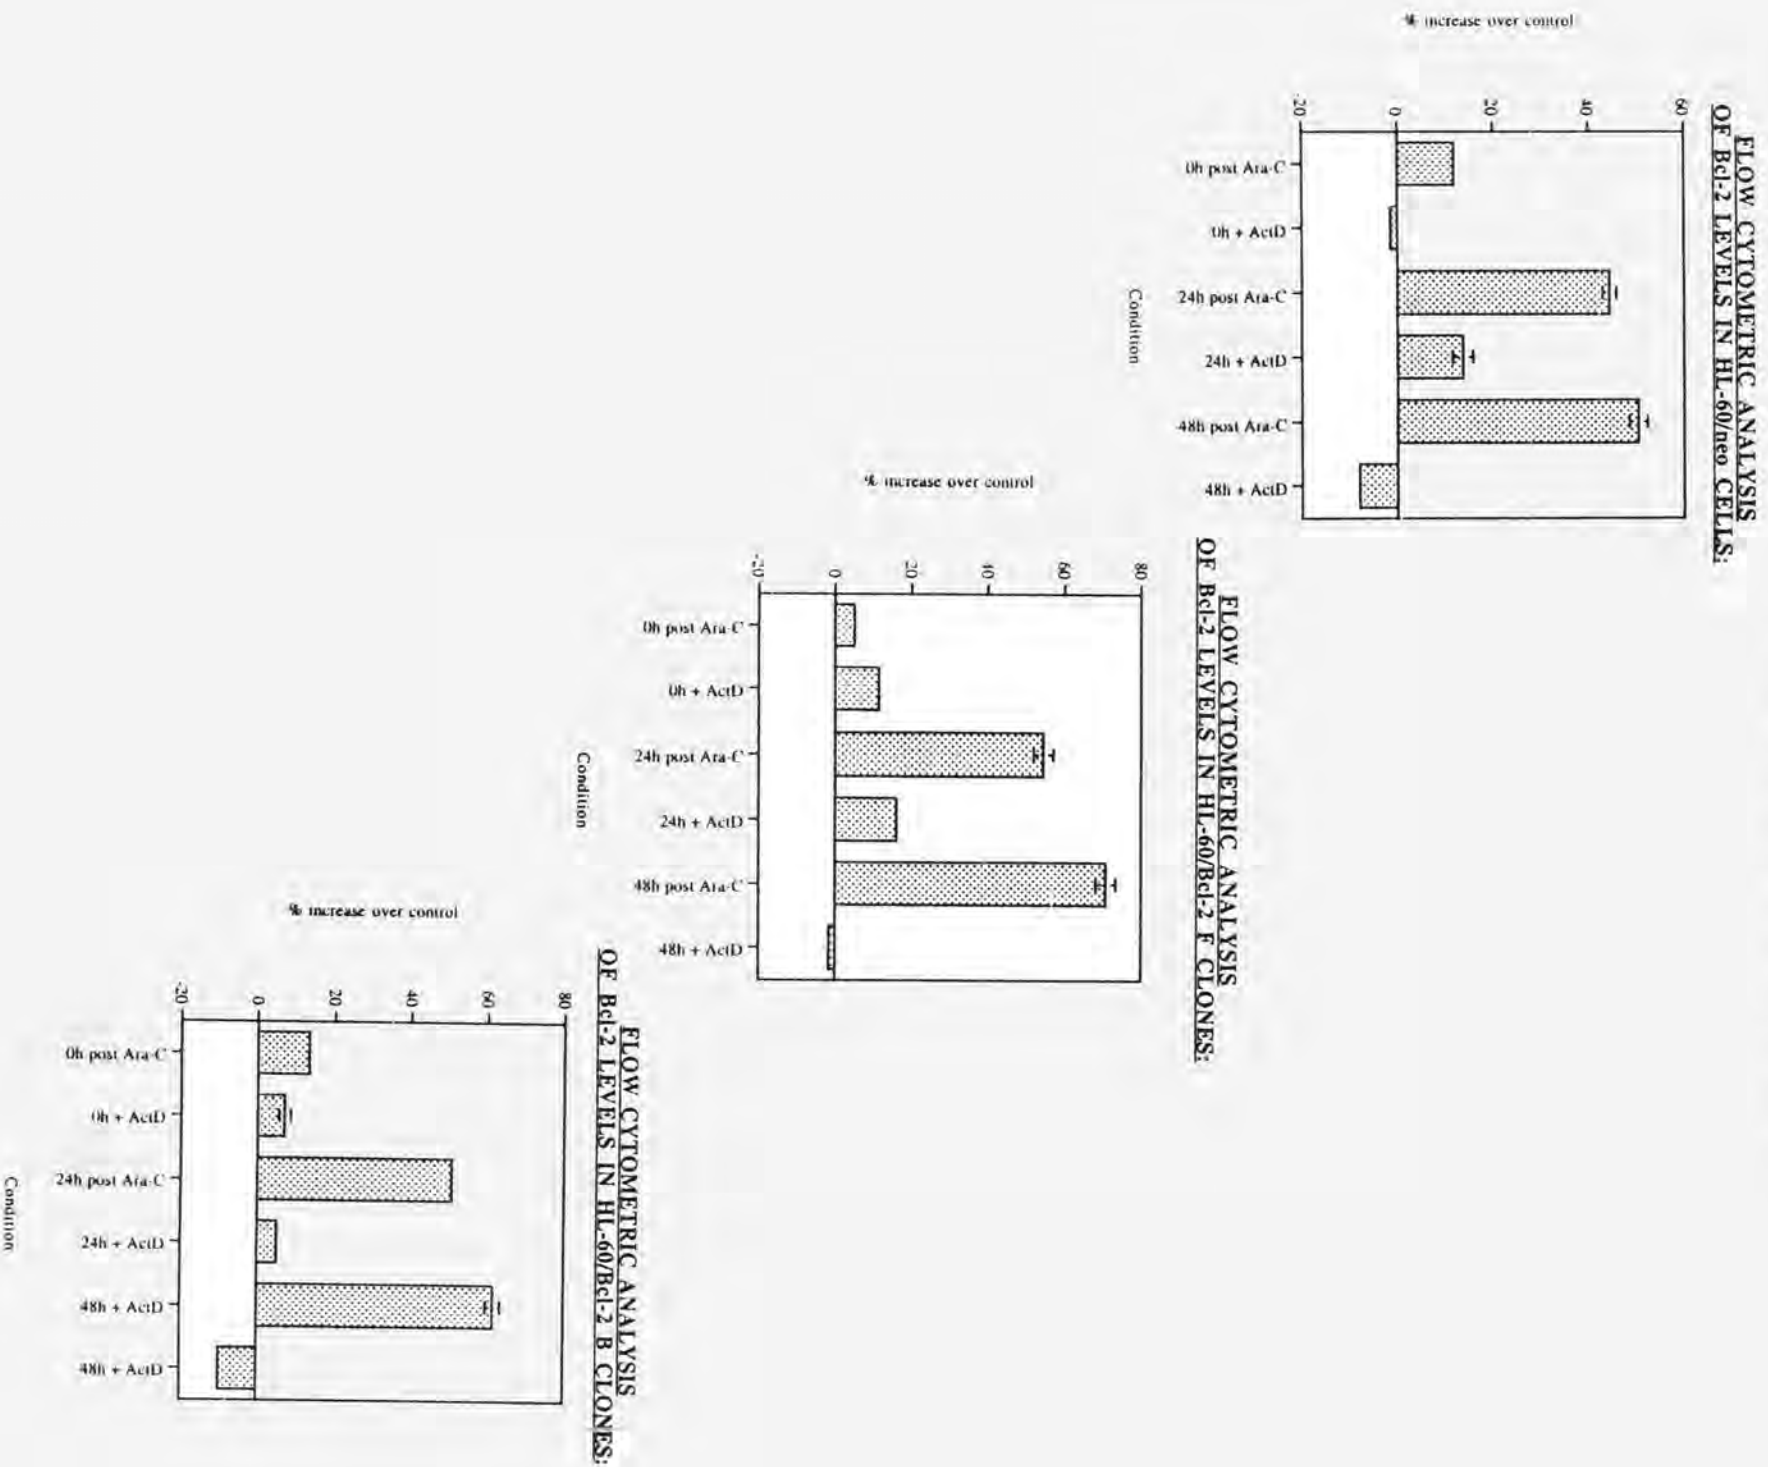 FLOW CYTOMETRIC ANALYSIS
OF Bcl-2 LEVELS IN HL-60/neo CELLS:
% increase over control
60
40
20
0
-20
0h post Ara-C
0h + ActD
24h post Ara-C
24h + ActD
48h post Ara-C
48h + ActD
Condition
FLOW CYTOMETRIC ANALYSIS
OF Bcl-2 LEVELS IN HL-60/Bcl-2 F CLONES:
% increase over control
80
60
40
20
0
-20
0h post Ara-C
0h + ActD
24h post Ara-C
24h + ActD
48h post Ara-C
48h + ActD
Condition
FLOW CYTOMETRIC ANALYSIS
OF Bcl-2 LEVELS IN HL-60/Bcl-2 B CLONES:
% increase over control
80
60
40
20
0
-20
0h post Ara-C
0h + ActD
24h post Ara-C
24h + ActD
48h + ActD
48h + ActD
Condition